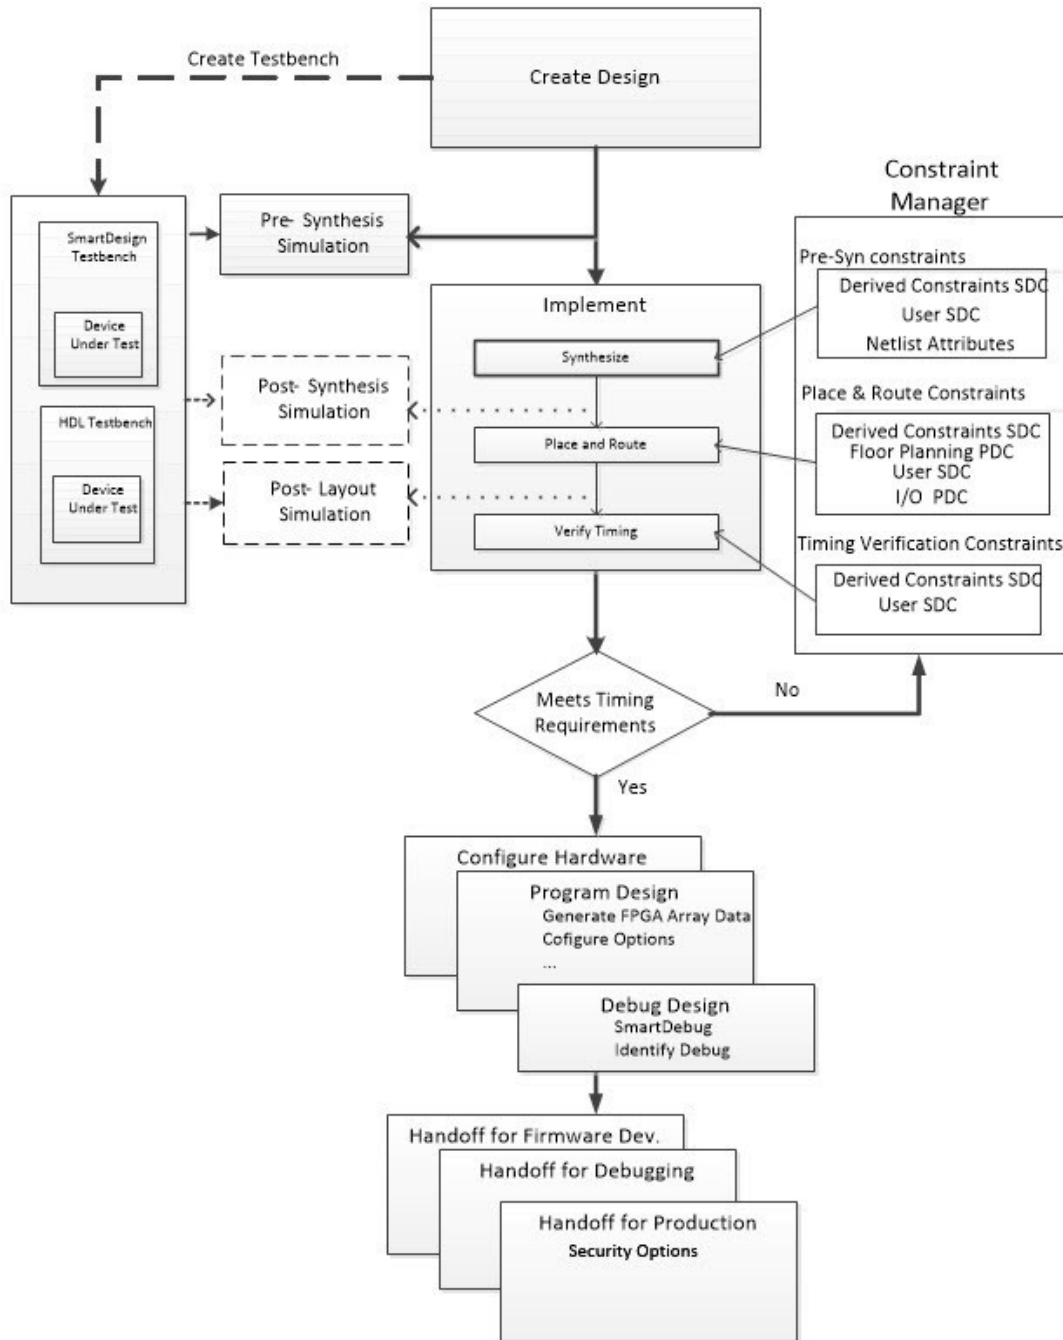 Create Testbench
Create Design
Constraint
Manager
SmartDesign
Testbench
Device
Under Test
HDL Testbench
Device
Under Test
Pre- Synthesis
Simulation
Post- Synthesis
Simulation
Post- Layout
Simulation
Implement
Synthesize
Place and Route
Verify Timing
Pre-Syn constraints
Derived Constraints SDC
User SDC
Netlist Attributes
Place & Route Constraints
Derived Constraints SDC
Floor Planning PDC
User SDC
I/O PDC
Timing Verification Constraints
Derived Constraints SDC
User SDC
Meets Timing
Requirements
No
Yes
Configure Hardware
Program Design
Generate FPGA Array Data
Cofigure Options
...
Debug Design
SmartDebug
Identify Debug
Handoff for Firmware Dev.
Handoff for Debugging
Handoff for Production
Security Options